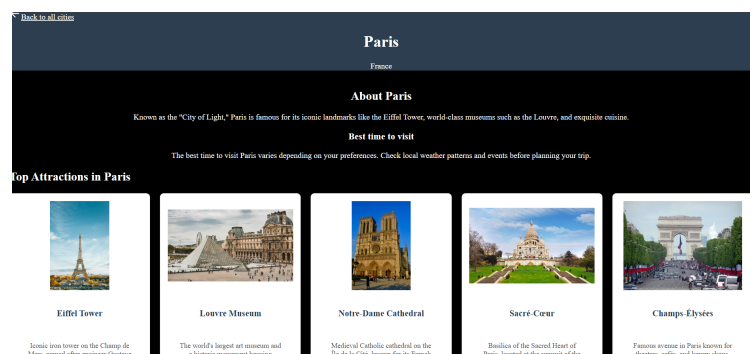 ← Back to all cities
Paris
France
About Paris
Known as the "City of Light," Paris is famous for its iconic landmarks like the Eiffel Tower, world-class museums such as the Louvre, and exquisite cuisine.
Best time to visit
The best time to visit Paris varies depending on your preferences. Check local weather patterns and events before planning your trip.
Top Attractions in Paris
Eiffel Tower
Louvre Museum
Notre-Dame Cathedral
Sacré-Cœur
Champs-Élysées
Iconic iron tower on the Champ de
The world's largest art museum and
Medieval Catholic cathedral on the
Basilica of the Sacred Heart of
Famous avenue in Paris known for